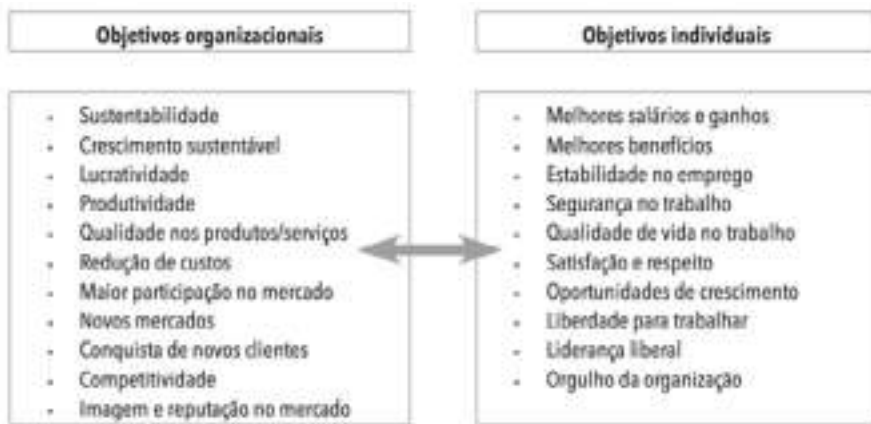 Objetivos organizacionais
- Sustentabilidade
- Crescimento sustentável
- Lucratividade
- Produtividade
- Qualidade nos produtos/serviços
- Redução de custos
- Maior participação no mercado
- Novos mercados
- Conquista de novos clientes
- Competitividade
- Imagem e reputação no mercado
Objetivos individuais
- Melhores salários e ganhos
- Melhores benefícios
- Estabilidade no emprego
- Segurança no trabalho
- Qualidade de vida no trabalho
- Satisfação e respeito
- Oportunidades de crescimento
- Liberdade para trabalhar
- Liderança liberal
- Orgulho da organização